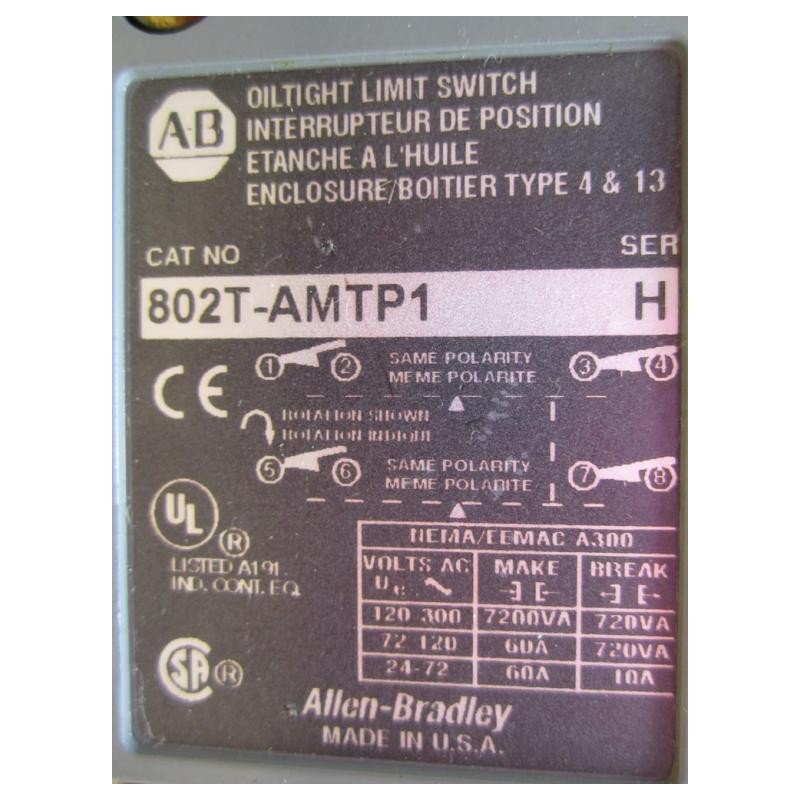 AB
OILTIGHT LIMIT SWITCH
INTERRUPTEUR DE POSITION
ETANCHE A L'HUILE
ENCLOSURE/BOITIER TYPE 4 & 13
CAT NO SER
802T-AMTP1 H
1 2 SAME POLARITY 3 4
MEME POLARITE
CE
ROTATION SHOWN
ROTATION INDIQUE
5 6 SAME POLARITY 7 8
MEME POLARITE
UL ®
LISTED A191
IND. CONT. EQ.
NEMA/EEMAC A300
VOLTS AC MAKE BREAK
Ue
120-300 7200VA 720VA
72-120 60A 720VA
24-72 60A 10A
SA ®
Allen-Bradley
MADE IN U.S.A.